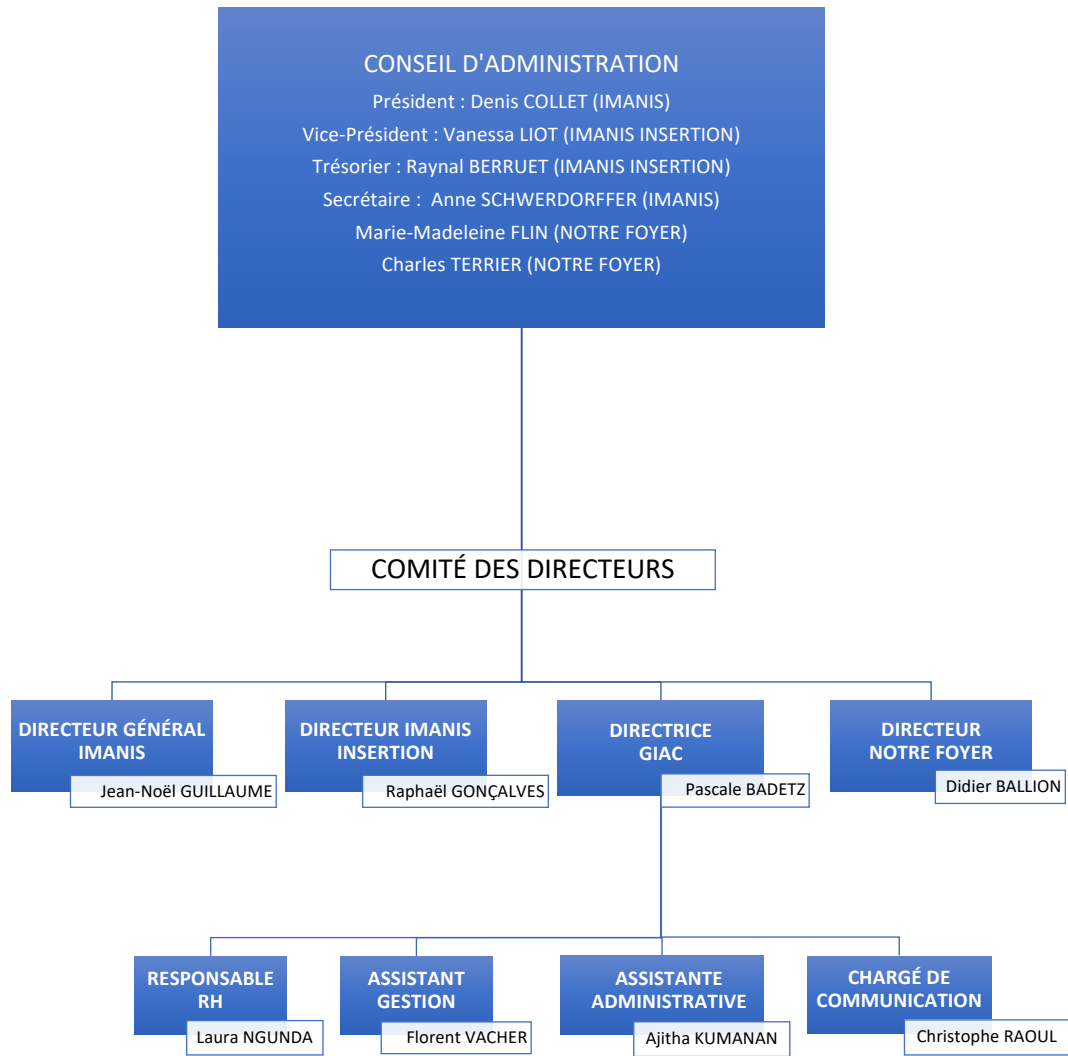 CONSEIL D'ADMINISTRATION
Président : Denis COLLET (IMANIS)
Vice-Président : Vanessa LIOT (IMANIS INSERTION)
Trésorier : Raynal BERRUET (IMANIS INSERTION)
Secrétaire :  Anne SCHWERDORFFER (IMANIS)
Marie-Madeleine FLIN (NOTRE FOYER)
Charles TERRIER (NOTRE FOYER)
COMITÉ DES DIRECTEURS
DIRECTEUR GÉNÉRAL
IMANIS
Jean-Noël GUILLAUME
DIRECTEUR IMANIS
INSERTION
Raphaël GONÇALVES
DIRECTRICE
GIAC
Pascale BADETZ
DIRECTEUR
NOTRE FOYER
Didier BALLION
RESPONSABLE
RH
Laura NGUNDA
ASSISTANT
GESTION
Florent VACHER
ASSISTANTE
ADMINISTRATIVE
Ajitha KUMANAN
CHARGÉ DE
COMMUNICATION
Christophe RAOUL